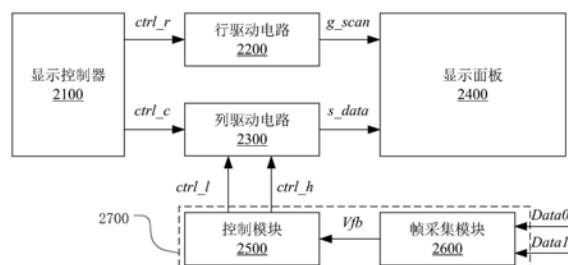 ctrl_r
行驱动电路
2200
g_scan
显示控制器
2100
显示面板
2400
ctrl_c
列驱动电路
2300
s_data
ctrl_l
ctrl_h
2700
控制模块
2500
Vfb
帧采集模块
2600
Data0
Data1